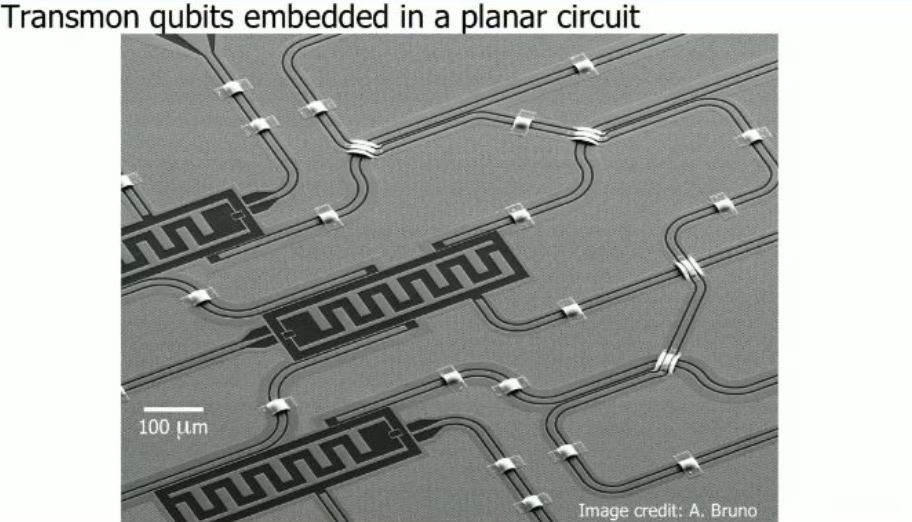 Transmon qubits embedded in a planar circuit
100 μm
Image credit: A. Bruno